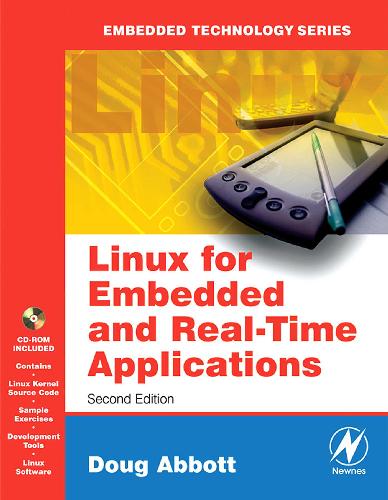 EMBEDDED TECHNOLOGY SERIES
Linux
Linux for
Embedded
and Real-Time
Applications
Second Edition
CD-ROM
INCLUDED
Contains
•
Linux Kernel
Source Code
•
Sample
Exercises
•
Development
Tools
•
Linux
Software
Doug Abbott
Newnes